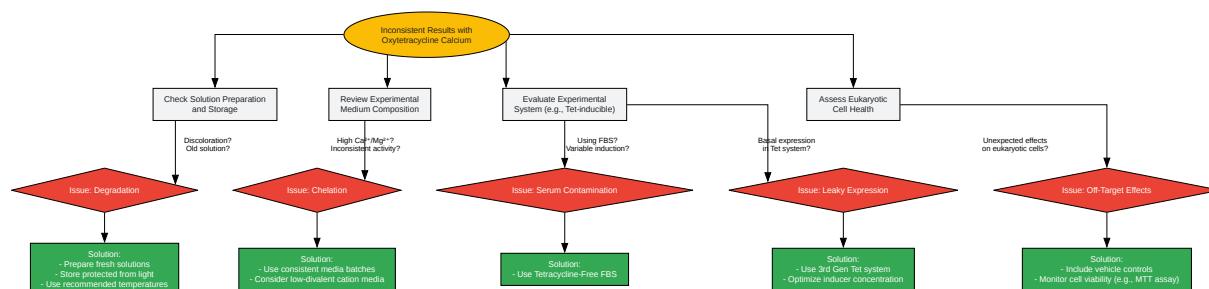 Inconsistent Results with
Oxytetracycline Calcium
Check Solution Preparation
and Storage
Review Experimental
Medium Composition
Evaluate Experimental
System (e.g., Tet-inducible)
Assess Eukaryotic
Cell Health
Discoloration?
Old solution?
High Ca²⁺/Mg²⁺?
Inconsistent activity?
Using FBS?
Variable induction?
Basal expression
in Tet system?
Unexpected effects
on eukaryotic cells?
Issue: Degradation
Issue: Chelation
Issue: Serum Contamination
Issue: Leaky Expression
Issue: Off-Target Effects
Solution:
- Prepare fresh solutions
- Store protected from light
- Use recommended temperatures
Solution:
- Use consistent media batches
- Consider low-divalent cation media
Solution:
- Use Tetracycline-Free FBS
Solution:
- Use 3rd Gen Tet system
- Optimize inducer concentration
Solution:
- Include vehicle controls
- Monitor cell viability (e.g., MTT assay)